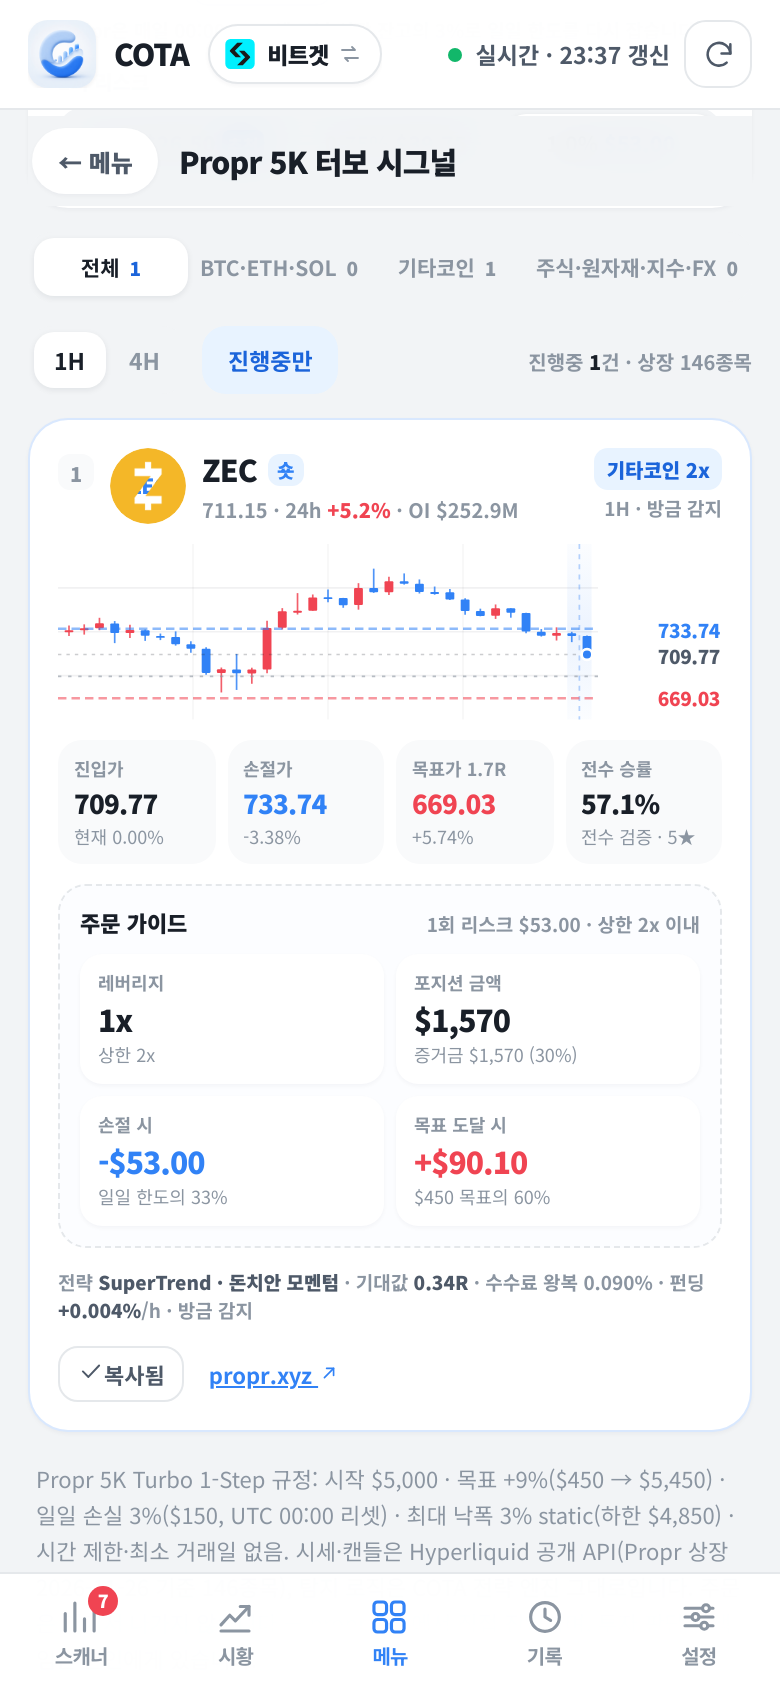 COTA 비트겟 실시간 · 23:37 갱신
← 메뉴 Propr 5K 터보 시그널
전체 1 BTC·ETH·SOL 0 기타코인 1 주식·원자재·지수·FX 0
1H 4H 진행중만 진행중 1건 · 상장 146종목
1 ZEC 숏 기타코인 2x
711.15 · 24h +5.2% · OI $252.9M 1H · 방금 감지
733.74
709.77
669.03
진입가 손절가 목표가 1.7R 전수 승률
709.77 733.74 669.03 57.1%
현재 0.00% -3.38% +5.74% 전수 검증 · 5★
주문 가이드 1회 리스크 $53.00 · 상한 2x 이내
레버리지 포지션 금액
1x $1,570
상한 2x 증거금 $1,570 (30%)
손절 시 목표 도달 시
-$53.00 +$90.10
일일 한도의 33% $450 목표의 60%
전략 SuperTrend · 돈치안 모멘텀 · 기대값 0.34R · 수수료 왕복 0.090% · 펀딩
+0.004%/h · 방금 감지
✓복사됨 propr.xyz ↗
Propr 5K Turbo 1-Step 규정: 시작 $5,000 · 목표 +9%($450 → $5,450) ·
일일 손실 3%($150, UTC 00:00 리셋) · 최대 낙폭 3% static(하한 $4,850) ·
시간 제한·최소 거래일 없음. 시세·캔들은 Hyperliquid 공개 API(Propr 상장
7
스캐너 시황 메뉴 기록 설정